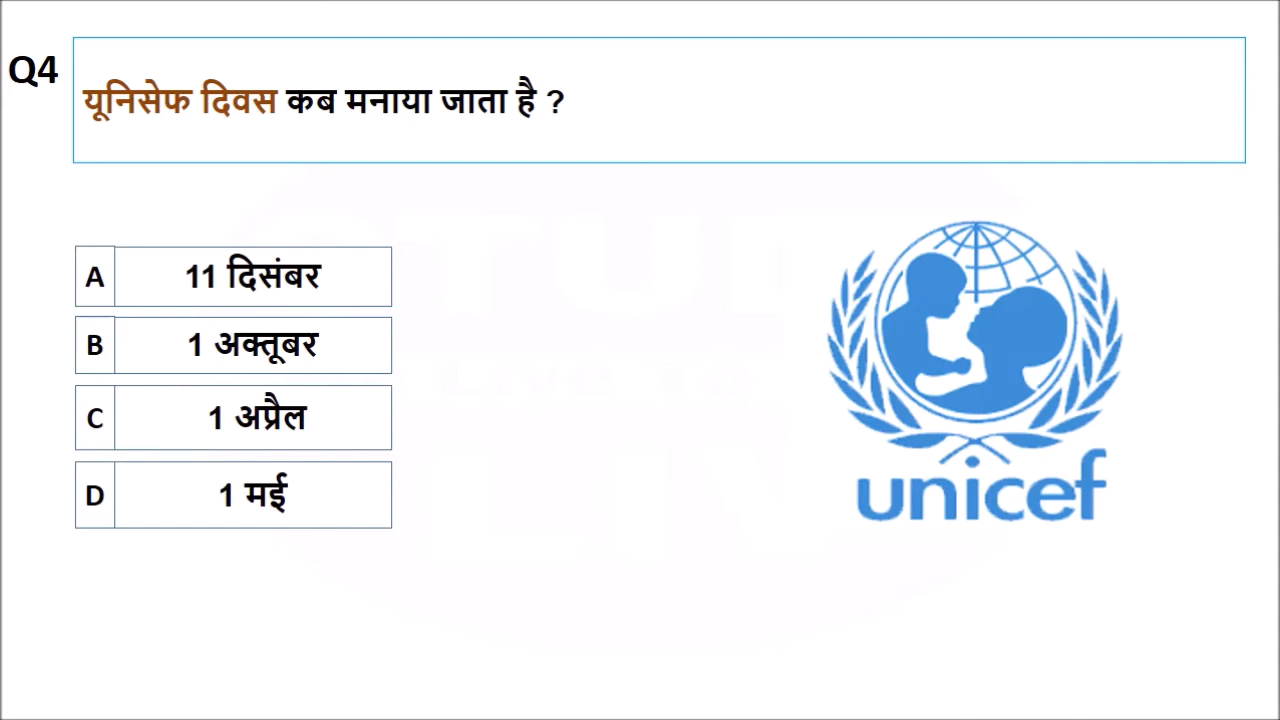 Q4
यूनिसेफ दिवस कब मनाया जाता है ?
A 11 दिसंबर
B 1 अक्तूबर
C 1 अप्रैल
D 1 मई
unicef